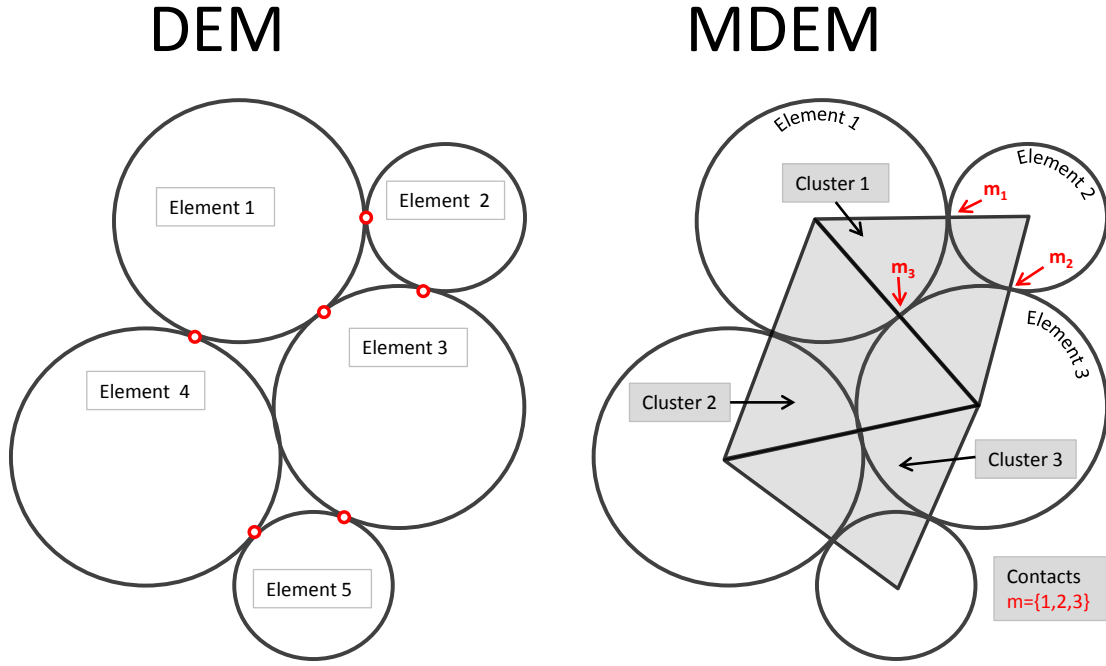 DEM
Element 1
Element 2
Element 3
Element 4
Element 5
MDEM
Element 1
Element 2
Cluster 1
m1
m2
m3
Element 3
Cluster 2
Cluster 3
Contacts
m={1,2,3}